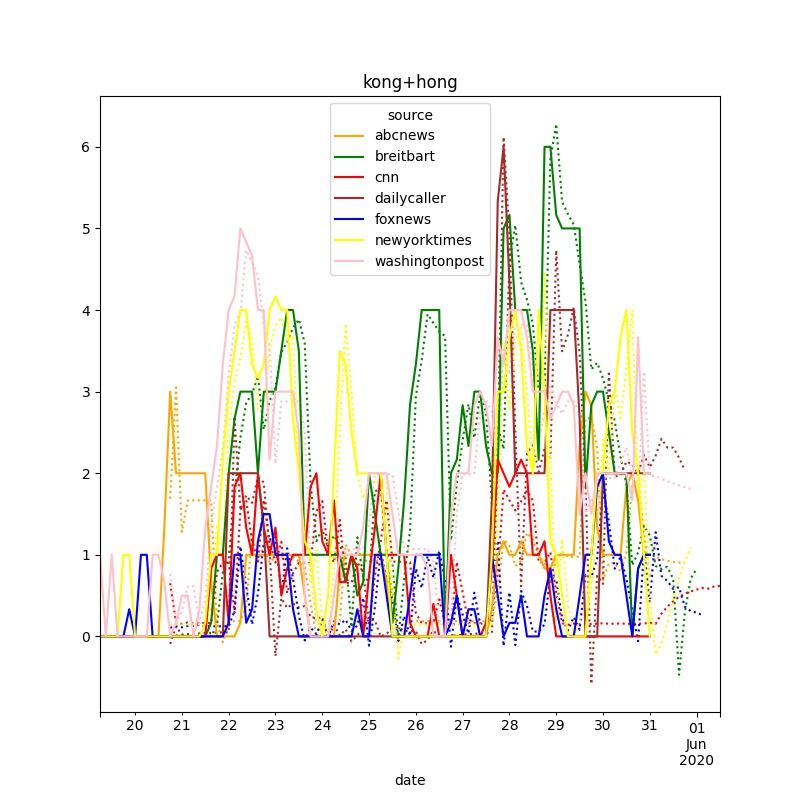 kong+hong
source
abcnews
breitbart
cnn
dailycaller
foxnews
newyorktimes
washingtonpost
6
5
4
3
2
1
0
20 21 22 23 24 25 26 27 28 29 30 31 01
Jun
2020
date